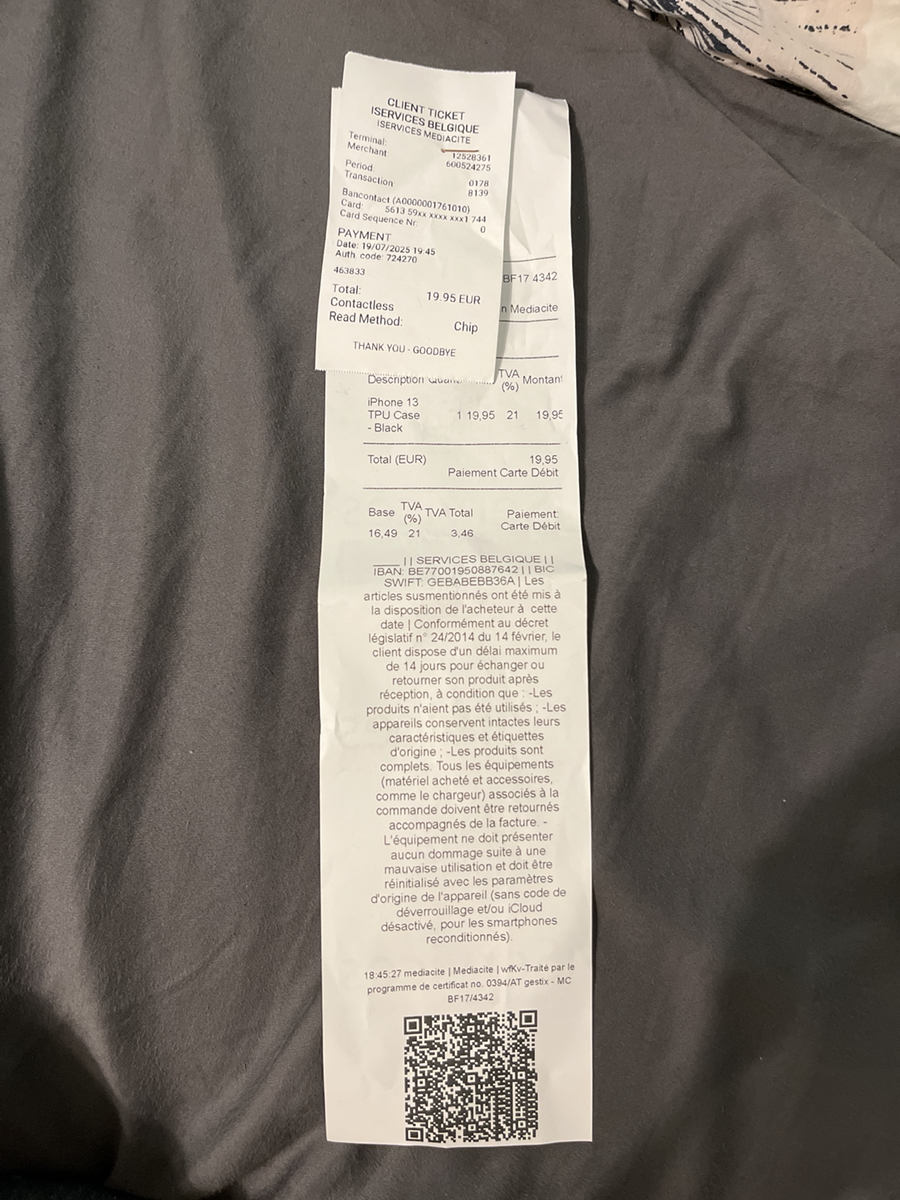 CLIENT TICKET
ISERVICES BELGIQUE
ISERVICES MEDIACITE
Terminal: 12528361
Merchant 600524275
Period 0178
Transaction 8139
Bancontact (A0000001761010)
Card: 5613 59xx xxxx xxx1 744
Card Sequence Nr: 0
PAYMENT
Date: 19/07/2025 19:45
Auth. code: 724270
463833
Total: 19.95 EUR
Contactless
Read Method: Chip
THANK YOU - GOODBYE
BF17 4342
n Mediacite
Description TVA (%) Montant
iPhone 13
TPU Case 1 19,95 21 19,95
- Black
Total (EUR) 19,95
Paiement Carte Débit
Base TVA (%) TVA Total Paiement: Carte Débit
16,49 21 3,46
____ | | SERVICES BELGIQUE | |
IBAN: BE77001950887642 | | BIC
SWIFT: GEBABEBB36A | Les
articles susmentionnés ont été mis à
la disposition de l'acheteur à cette
date | Conformément au décret
législatif n° 24/2014 du 14 février, le
client dispose d'un délai maximum
de 14 jours pour échanger ou
retourner son produit après
réception, à condition que : -Les
produits n'aient pas été utilisés ; -Les
appareils conservent intactes leurs
caractéristiques et étiquettes
d'origine ; -Les produits sont
complets. Tous les équipements
(matériel acheté et accessoires,
comme le chargeur) associés à la
commande doivent être retournés
accompagnés de la facture. -
L'équipement ne doit présenter
aucun dommage suite à une
mauvaise utilisation et doit être
réinitialisé avec les paramètres
d'origine de l'appareil (sans code de
déverrouillage et/ou iCloud
désactivé, pour les smartphones
reconditionnés).
18:45:27 mediacite | Mediacite | wfKv-Traité par le
programme de certificat no. 0394/AT gestix - MC
BF17/4342